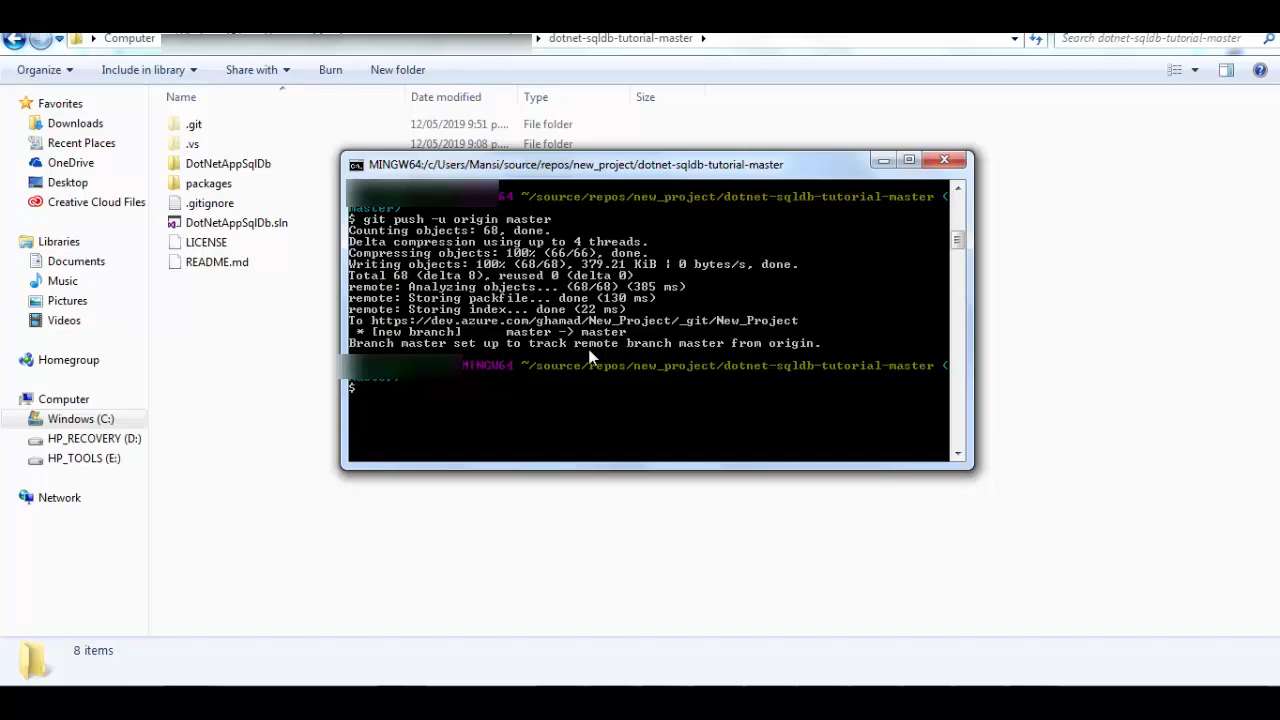 Computer
dotnet-sqldb-tutorial-master
Search dotnet-sqldb-tutorial-master
Organize
Include in library
Share with
Burn
New folder
Name
Date modified
Type
Size
Favorites
Downloads
Recent Places
OneDrive
Desktop
Creative Cloud Files
Libraries
Documents
Music
Pictures
Videos
Homegroup
Computer
Windows (C:)
HP_RECOVERY (D:)
HP_TOOLS (E:)
Network
.git 12/05/2019 9:51 p.... File folder
.vs 12/05/2019 9:08 p.... File folder
DotNetAppSqlDb
packages
.gitignore
DotNetAppSqlDb.sln
LICENSE
README.md
MINGW64:/c/Users/Mansi/source/repos/new_project/dotnet-sqldb-tutorial-master
64 ~/source/repos/new_project/dotnet-sqldb-tutorial-master (
master)
$ git push -u origin master
Counting objects: 68, done.
Delta compression using up to 4 threads.
Compressing objects: 100% (66/66), done.
Writing objects: 100% (68/68), 379.21 KiB | 0 bytes/s, done.
Total 68 (delta 8), reused 0 (delta 0)
remote: Analyzing objects... (68/68) (385 ms)
remote: Storing packfile... done (130 ms)
remote: Storing index... done (22 ms)
To https://dev.azure.com/ghamad/New_Project/_git/New_Project
* [new branch] master -> master
Branch master set up to track remote branch master from origin.
MINGW64 ~/source/repos/new_project/dotnet-sqldb-tutorial-master (
master)
$
8 items